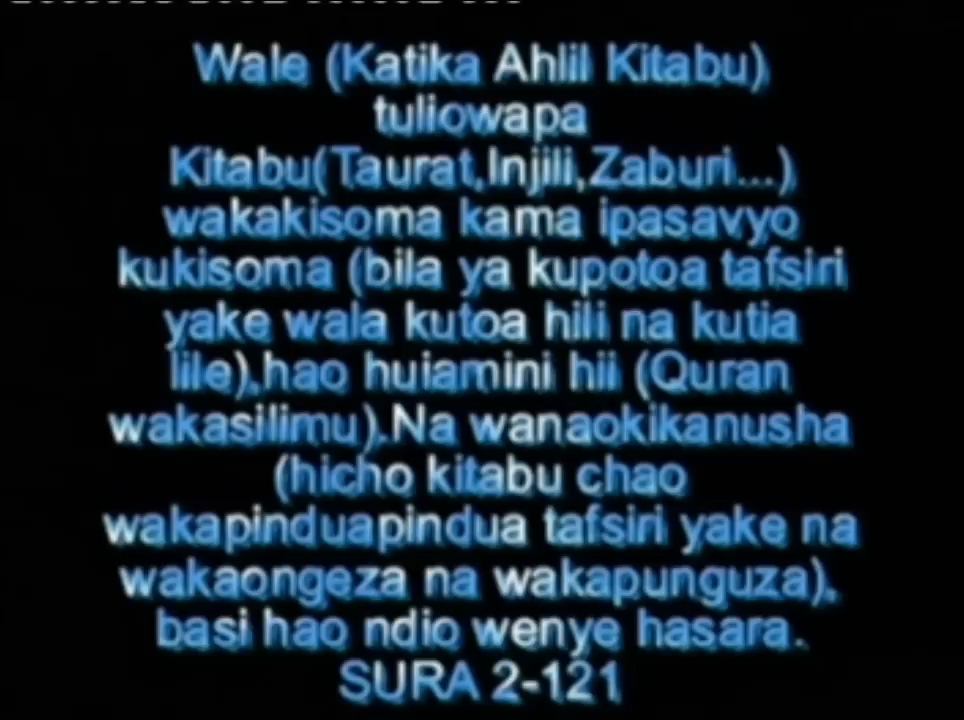 Wale (Katika Ahlil Kitabu)
tuliowapa
Kitabu(Taurat,Injili,Zaburi...)
wakakisoma kama ipasavyo
kukisoma (bila ya kupotoa tafsiri
yake wala kutoa hili na kutia
lile),hao huiamini hii (Quran
wakasilimu).Na wanaokikanusha
(hicho kitabu chao
wakapinduapindua tafsiri yake na
wakaongeza na wakapunguza),
basi hao ndio wenye hasara.
SURA 2-121